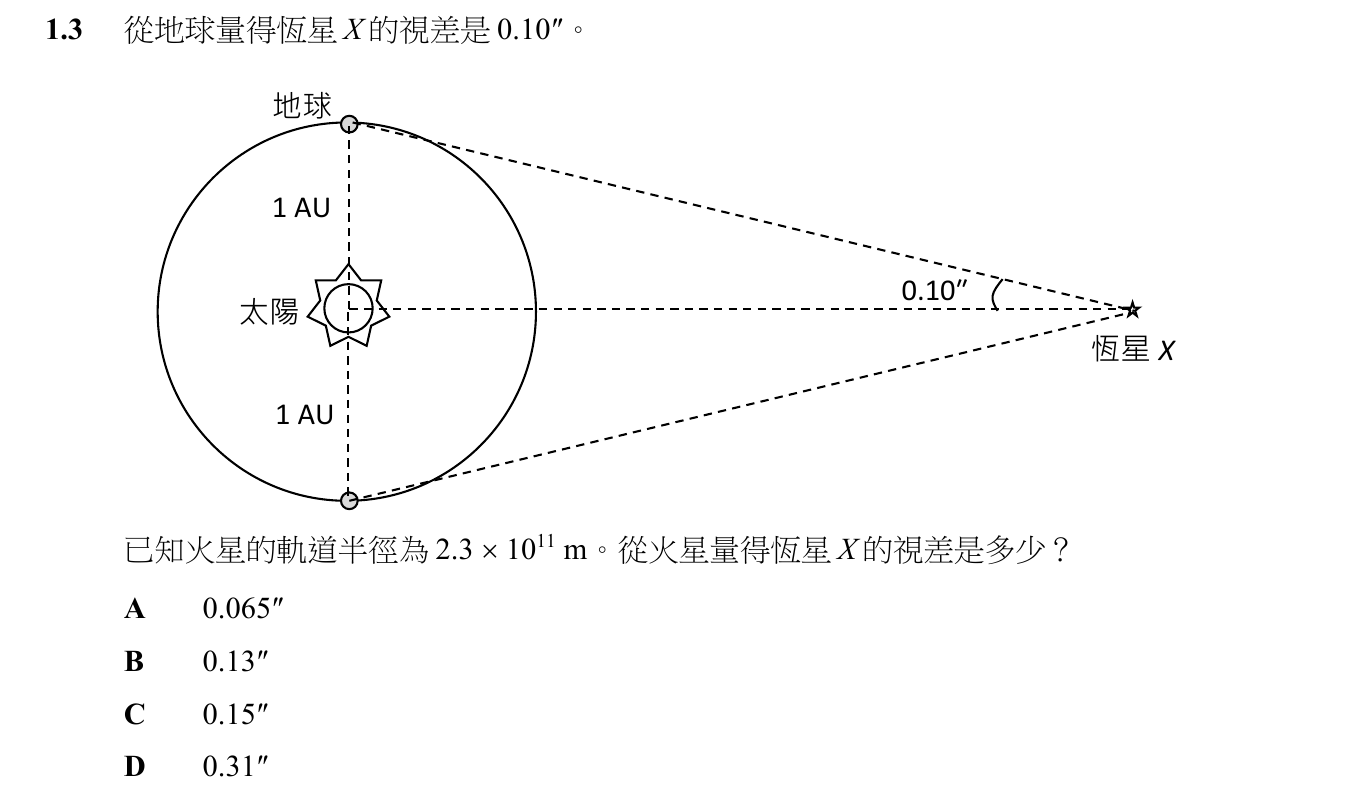 1.3 從地球量得恆星 X 的視差是 0.10″。
地球
1 AU
0.10″
太陽
恆星 X
1 AU
已知火星的軌道半徑為 2.3 × 10¹¹ m。從火星量得恆星 X 的視差是多少？
A 0.065″
B 0.13″
C 0.15″
D 0.31″